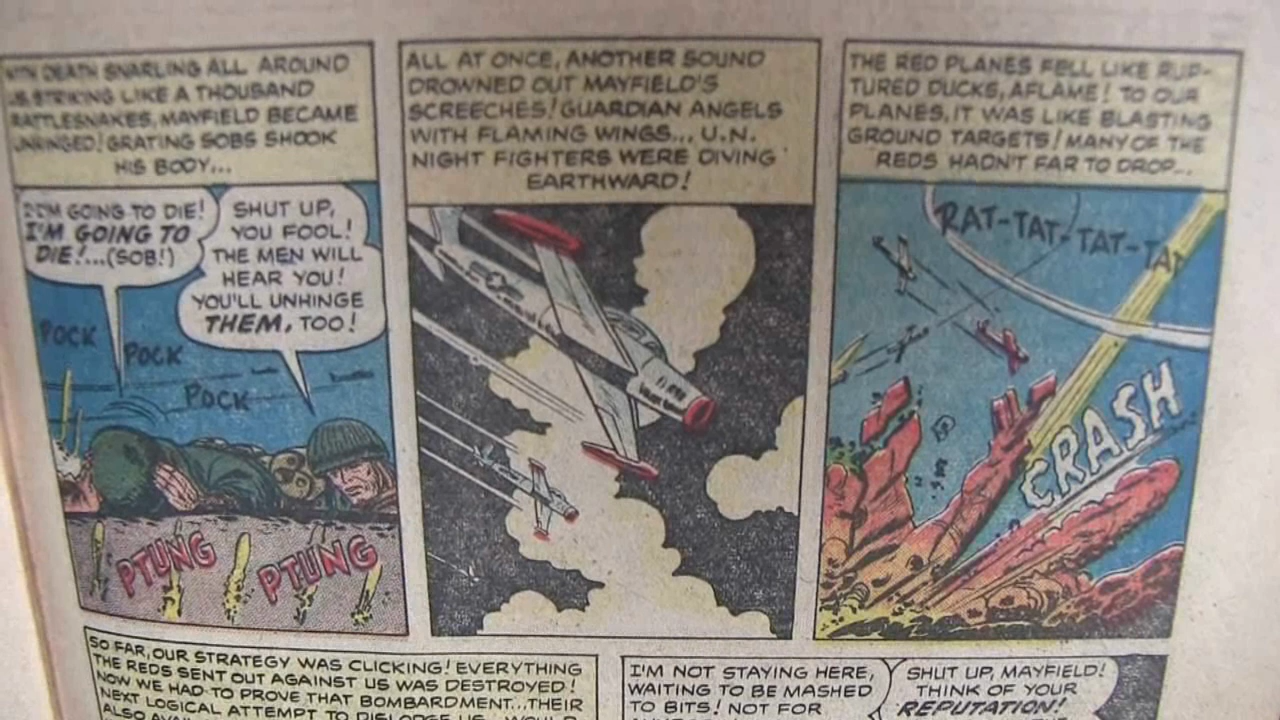 DEATH SNARLING ALL AROUND
STRIKING LIKE A THOUSAND
RATTLESNAKES, MAYFIELD BECAME
UNHINGED! GRATING SOBS SHOOK
HIS BODY...
I'M GOING TO DIE!
I'M GOING TO
DIE!...(SOB!)
SHUT UP,
YOU FOOL!
THE MEN WILL
HEAR YOU!
YOU'LL UNHINGE
THEM, TOO!
POCK
POCK
POCK
PTUNG
PTUNG
ALL AT ONCE, ANOTHER SOUND
DROWNED OUT MAYFIELD'S
SCREECHES! GUARDIAN ANGELS
WITH FLAMING WINGS... U.N.
NIGHT FIGHTERS WERE DIVING
EARTHWARD!
THE RED PLANES FELL LIKE RUP-
TURED DUCKS, AFLAME! TO OUR
PLANES, IT WAS LIKE BLASTING
GROUND TARGETS! MANY OF THE
REDS HADN'T FAR TO DROP...
RAT-TAT-TAT-TA
CRASH
SO FAR, OUR STRATEGY WAS CLICKING! EVERYTHING
THE REDS SENT OUT AGAINST US WAS DESTROYED!
NOW WE HAD TO PROVE THAT BOMBARDMENT...THEIR
NEXT LOGICAL ATTEMPT TO DISLODGE US...WOULD
ALSO
I'M NOT STAYING HERE,
WAITING TO BE MASHED
TO BITS! NOT FOR
SHUT UP, MAYFIELD!
THINK OF YOUR
REPUTATION!